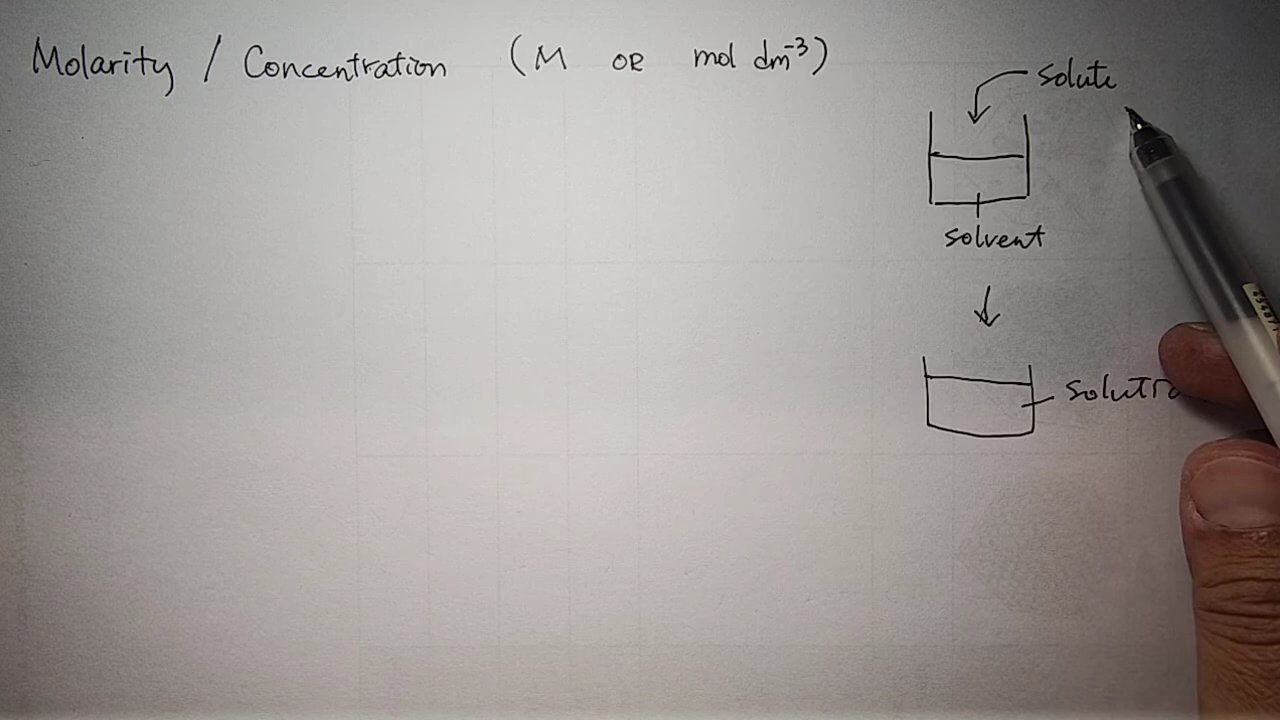 Molarity / Concentration (M OR mol dm⁻³)
solute
solvent